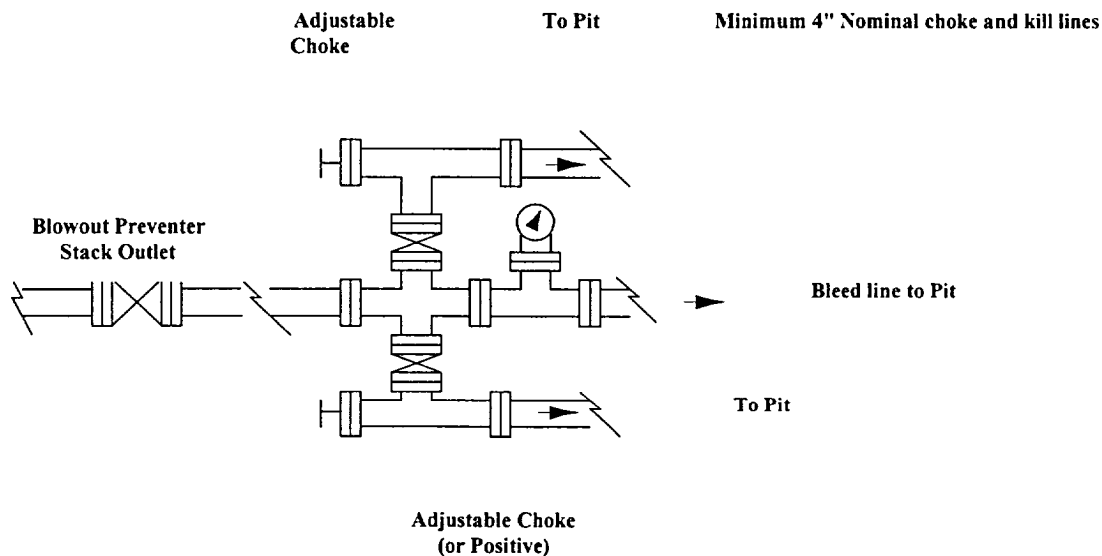 Adjustable
Choke
To Pit
Minimum 4" Nominal choke and kill lines
Blowout Preventer
Stack Outlet
Bleed line to Pit
To Pit
Adjustable Choke
(or Positive)